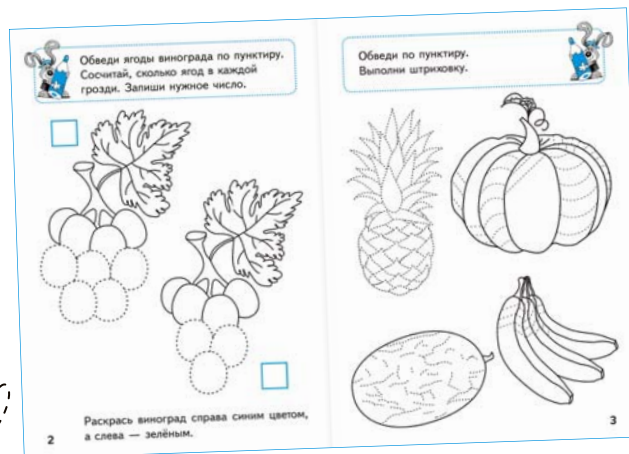 Обведи ягоды винограда по пунктиру.
Сосчитай, сколько ягод в каждой
грозди. Запиши нужное число.
Раскрась виноград справа синим цветом,
а слева — зелёным.
2
Обведи по пунктиру.
Выполни штриховку.
3